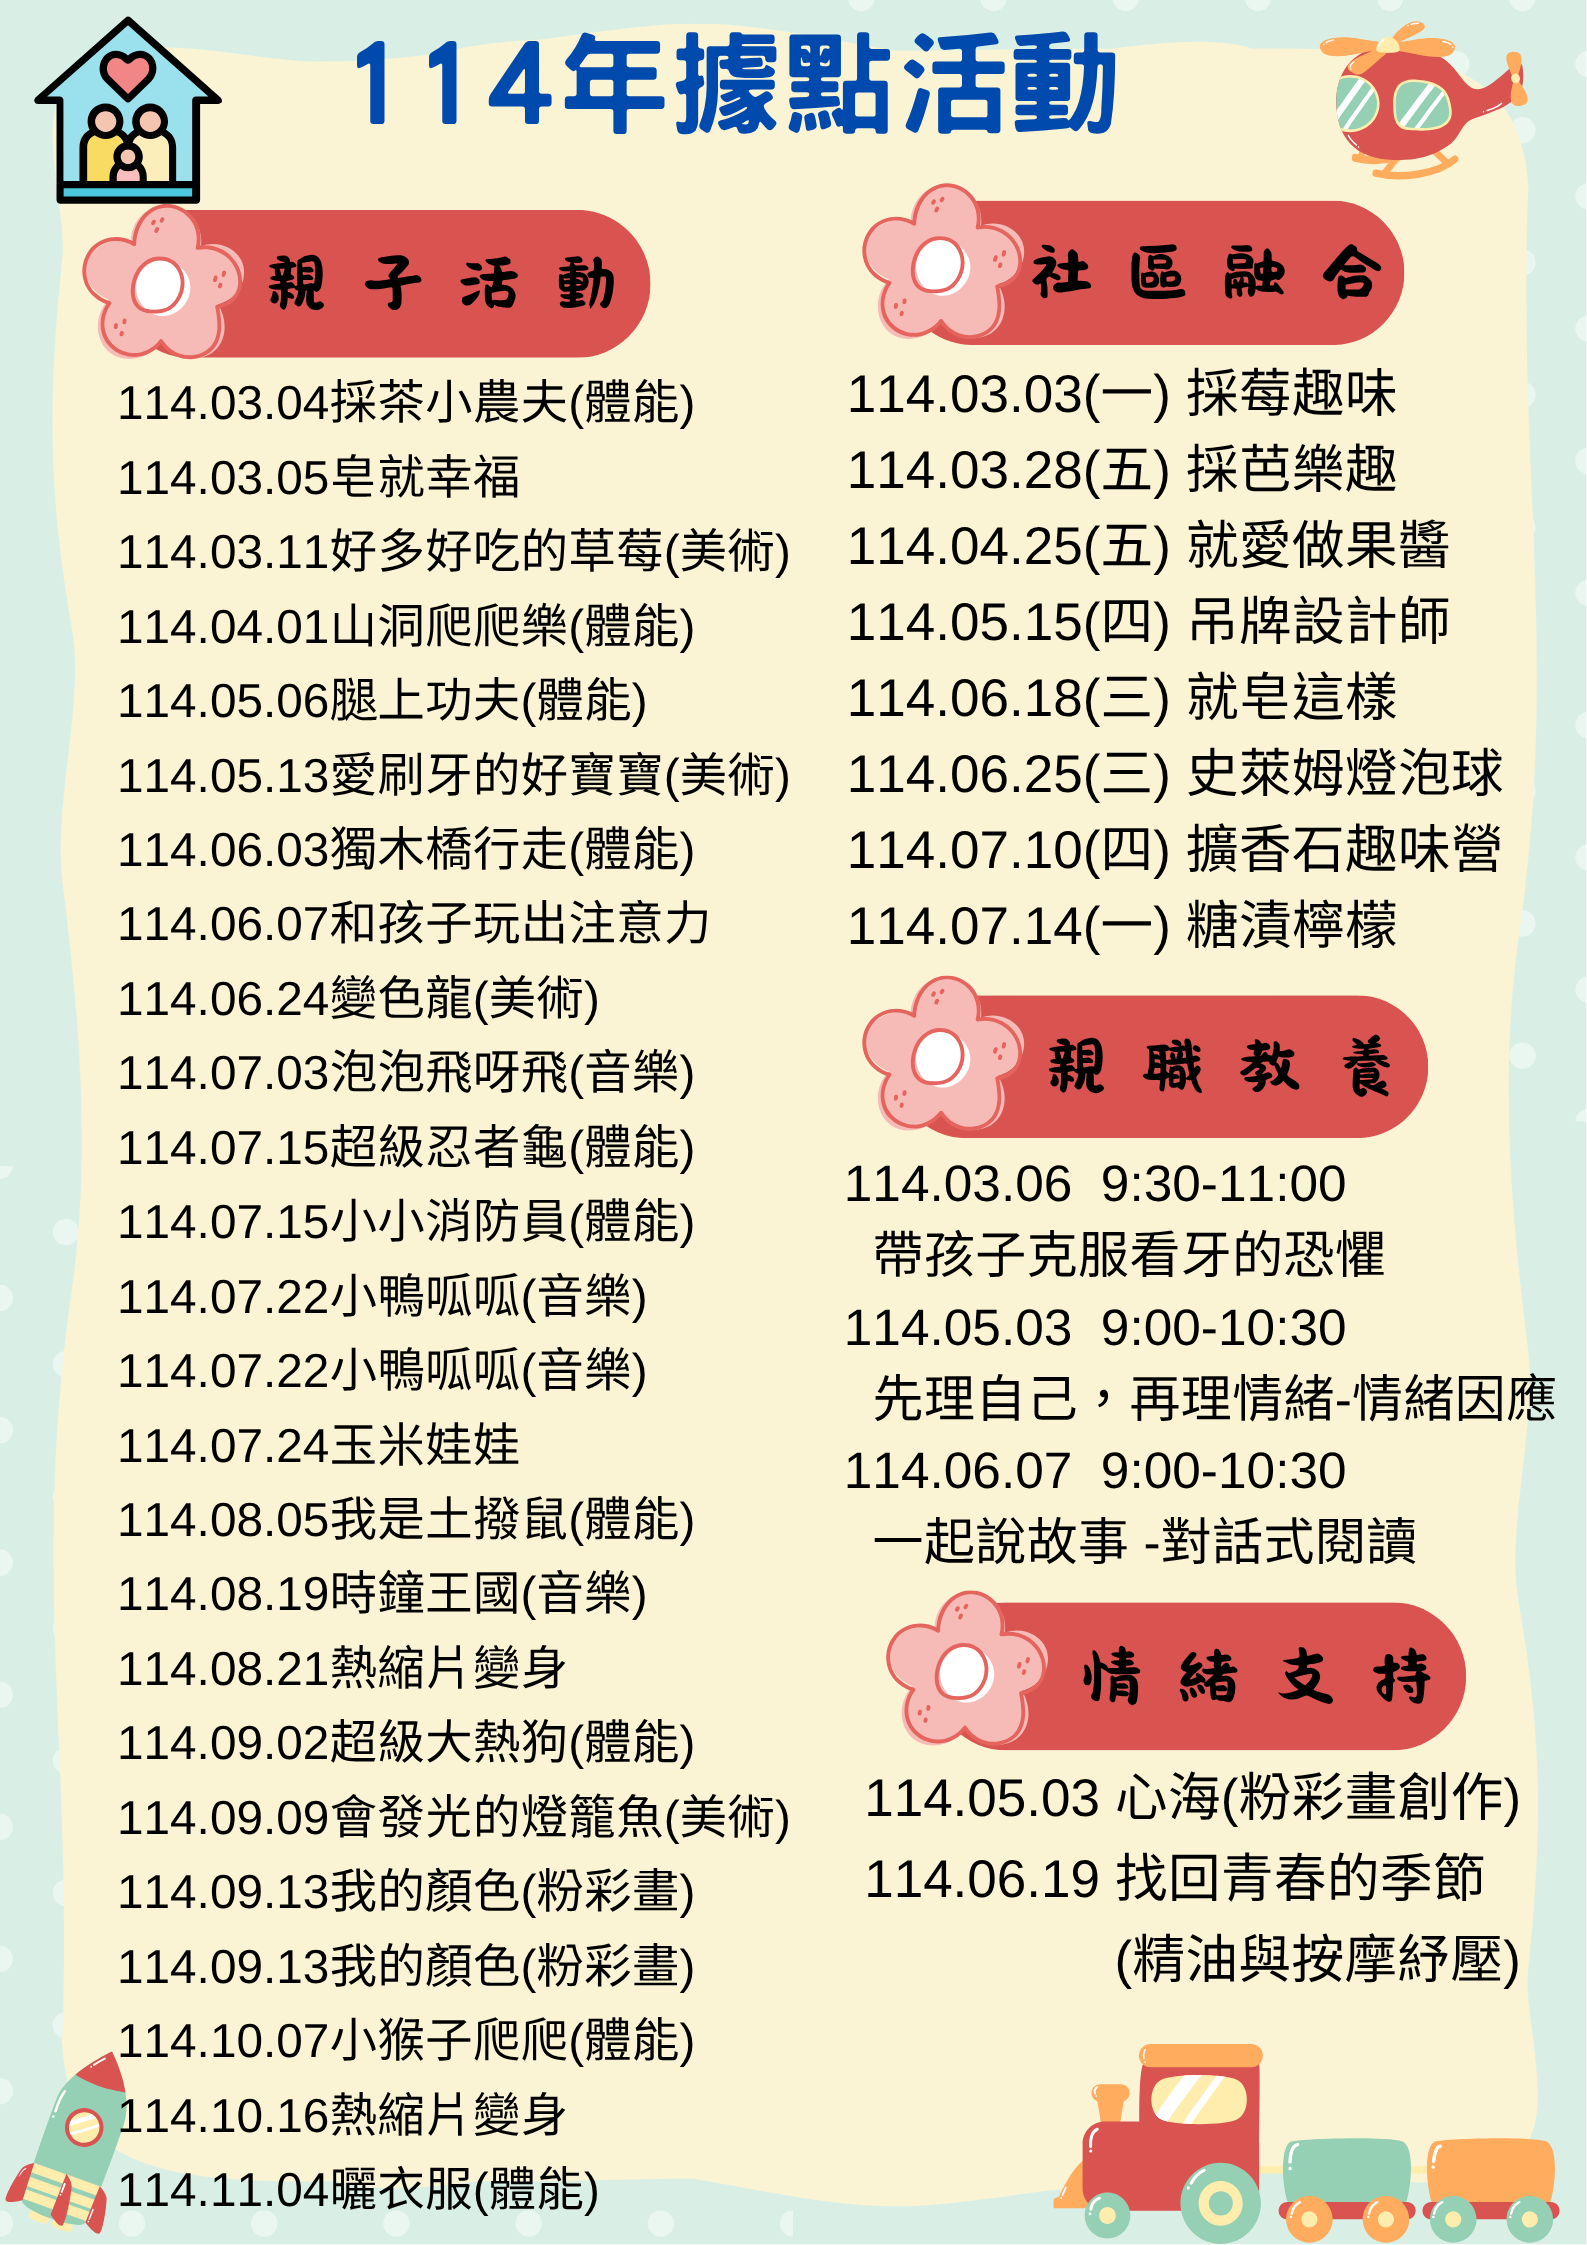 114年據點活動
親子活動
114.03.04採茶小農夫(體能)
114.03.05皂就幸福
114.03.11好多好吃的草莓(美術)
114.04.01山洞爬爬樂(體能)
114.05.06腿上功夫(體能)
114.05.13愛刷牙的好寶寶(美術)
114.06.03獨木橋行走(體能)
114.06.07和孩子玩出注意力
114.06.24變色龍(美術)
114.07.03泡泡飛呀飛(音樂)
114.07.15超級忍者龜(體能)
114.07.15小小消防員(體能)
114.07.22小鴨呱呱(音樂)
114.07.22小鴨呱呱(音樂)
114.07.24玉米娃娃
114.08.05我是土撥鼠(體能)
114.08.19時鐘王國(音樂)
114.08.21熱縮片變身
114.09.02超級大熱狗(體能)
114.09.09會發光的燈籠魚(美術)
114.09.13我的顏色(粉彩畫)
114.09.13我的顏色(粉彩畫)
114.10.07小猴子爬爬(體能)
114.10.16熱縮片變身
114.11.04曬衣服(體能)
社區融合
114.03.03(一) 採莓趣味
114.03.28(五) 採芭樂趣
114.04.25(五) 就愛做果醬
114.05.15(四) 吊牌設計師
114.06.18(三) 就皂這樣
114.06.25(三) 史萊姆燈泡球
114.07.10(四) 擴香石趣味營
114.07.14(一) 糖漬檸檬
親職教養
114.03.06 9:30-11:00
帶孩子克服看牙的恐懼
114.05.03 9:00-10:30
先理自己，再理情緒-情緒因應
114.06.07 9:00-10:30
一起說故事 -對話式閱讀
情緒支持
114.05.03 心海(粉彩畫創作)
114.06.19 找回青春的季節
(精油與按摩紓壓)